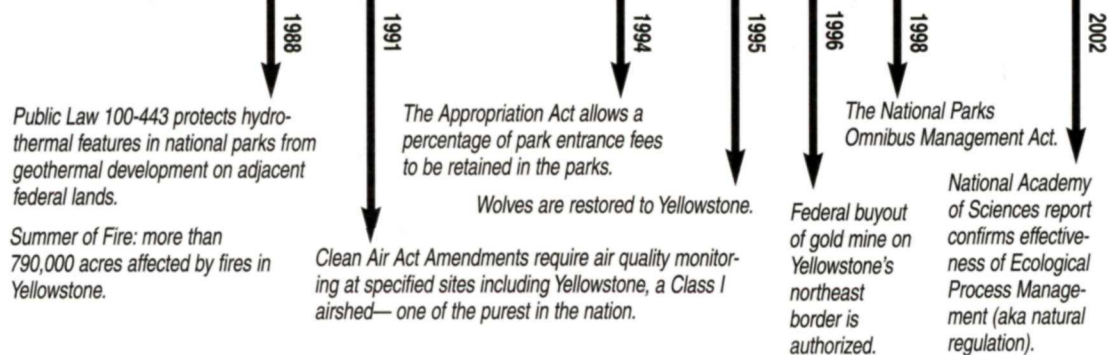 1988
Public Law 100-443 protects hydro-
thermal features in national parks from
geothermal development on adjacent
federal lands.
Summer of Fire: more than
790,000 acres affected by fires in
Yellowstone.
1991
Clean Air Act Amendments require air quality monitor-
ing at specified sites including Yellowstone, a Class I
airshed— one of the purest in the nation.
1994
The Appropriation Act allows a
percentage of park entrance fees
to be retained in the parks.
1995
Wolves are restored to Yellowstone.
1996
Federal buyout
of gold mine on
Yellowstone's
northeast
border is
authorized.
1998
The National Parks
Omnibus Management Act.
2002
National Academy
of Sciences report
confirms effective-
ness of Ecological
Process Manage-
ment (aka natural
regulation).